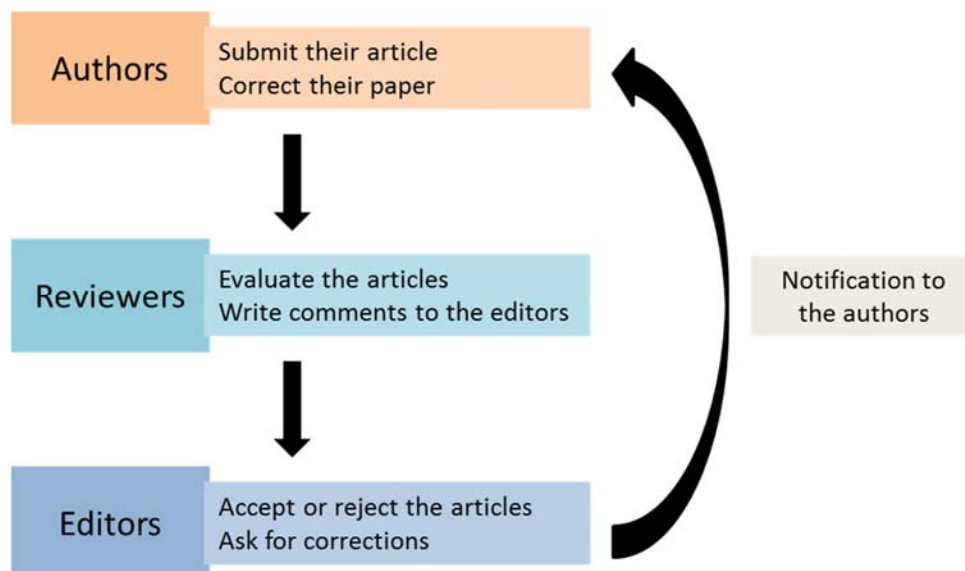 Authors
Submit their article
Correct their paper
Reviewers
Evaluate the articles
Write comments to the editors
Notification to
the authors
Editors
Accept or reject the articles
Ask for corrections